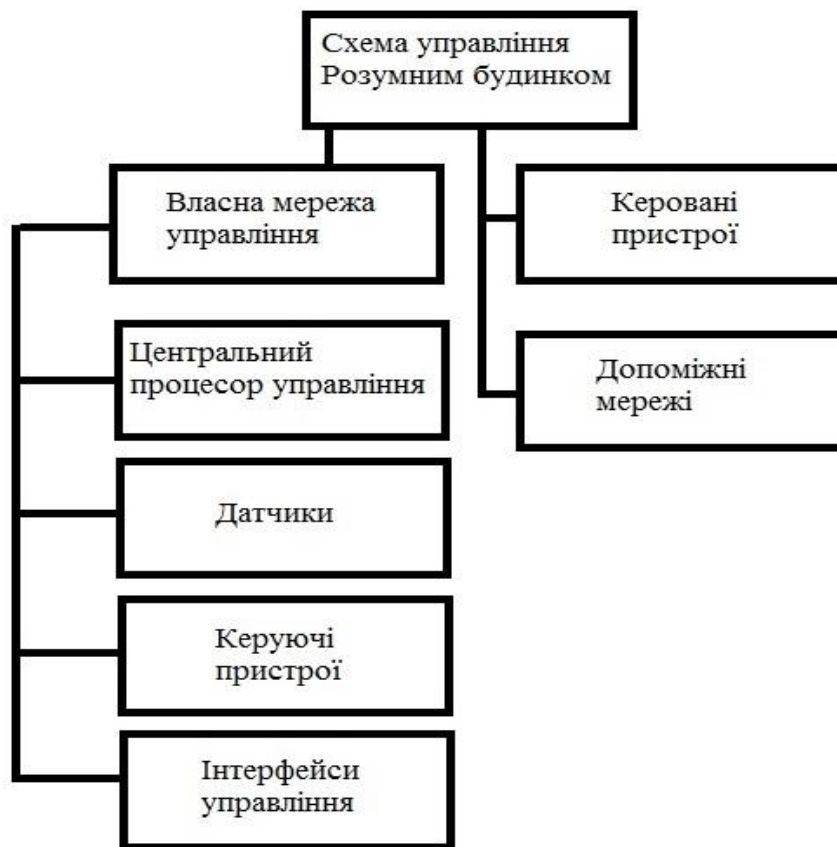 Схема управління
Розумним будинком
Власна мережа
управління
Керовані
пристрої
Центральний
процесор управління
Допоміжні
мережі
Датчики
Керуючі
пристрої
Інтерфейси
управління